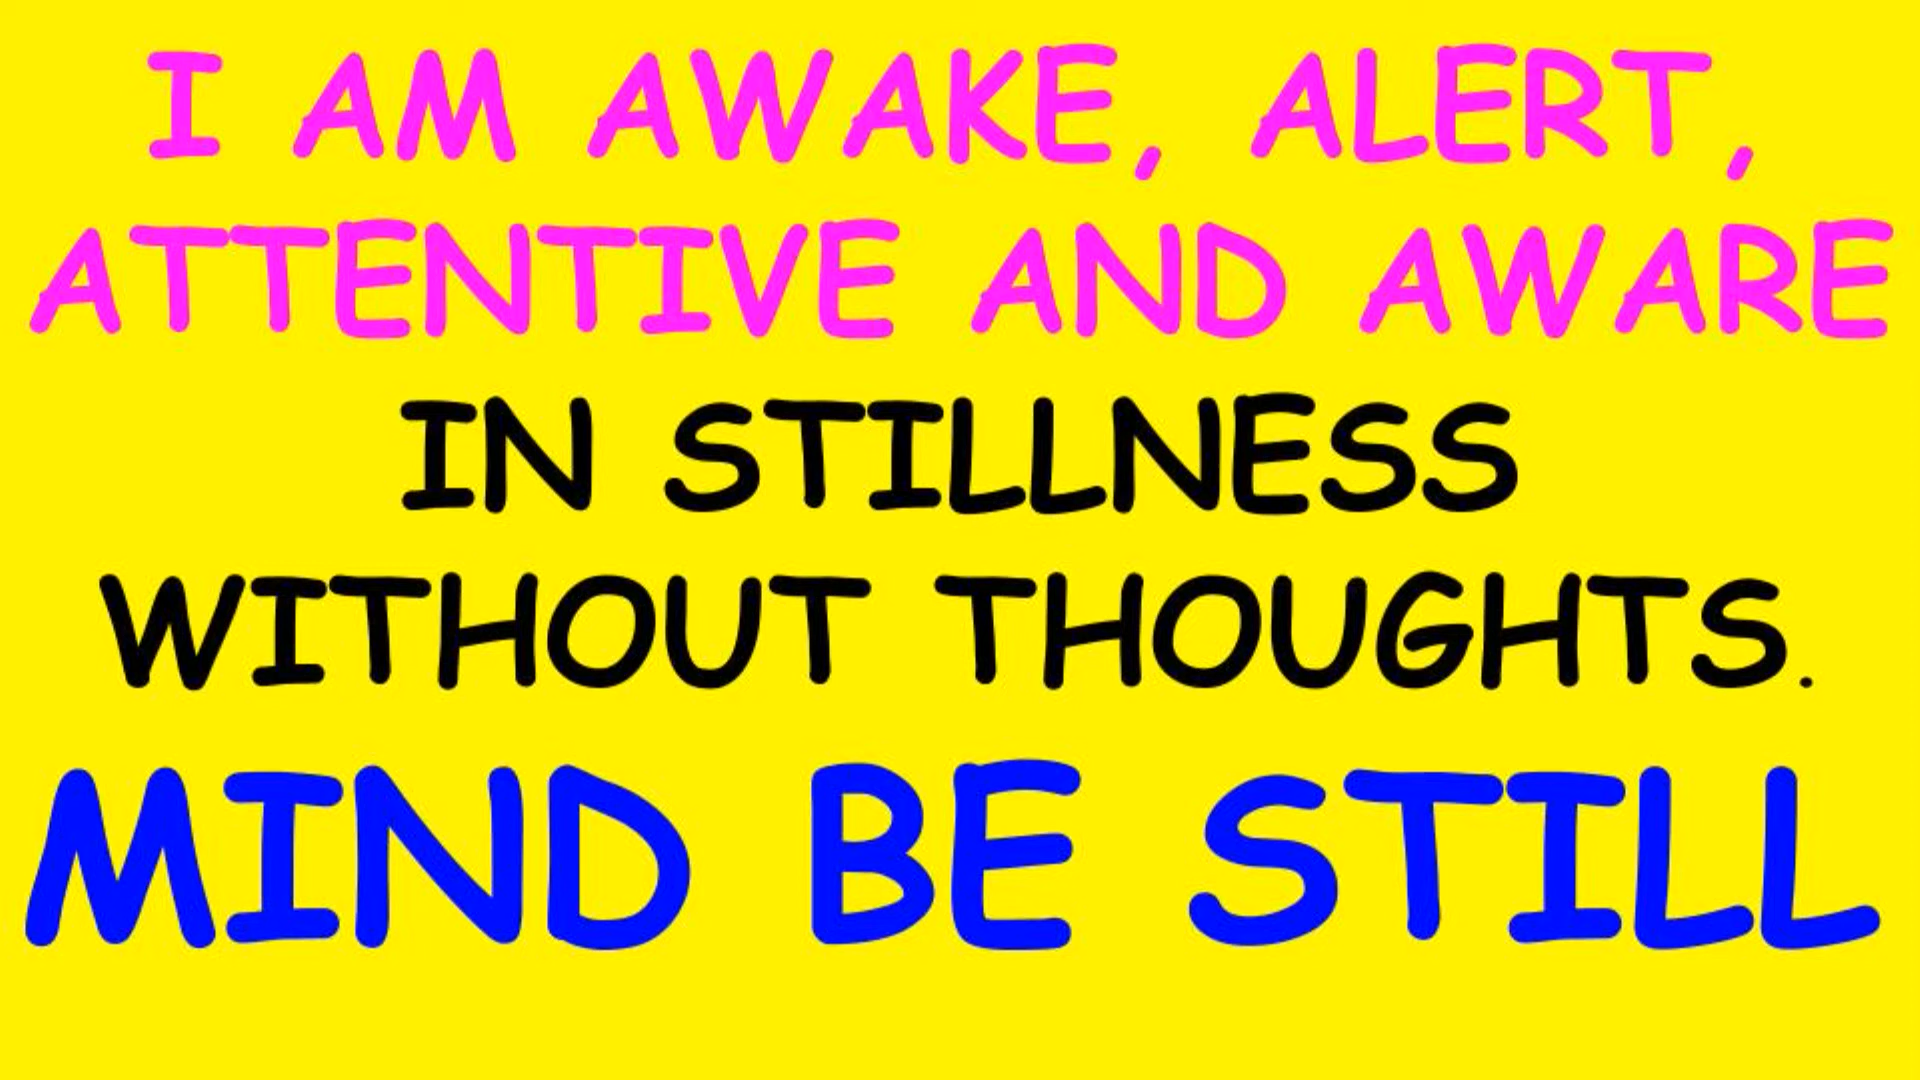 I AM AWAKE, ALERT,
ATTENTIVE AND AWARE
IN STILLNESS
WITHOUT THOUGHTS.
MIND BE STILL